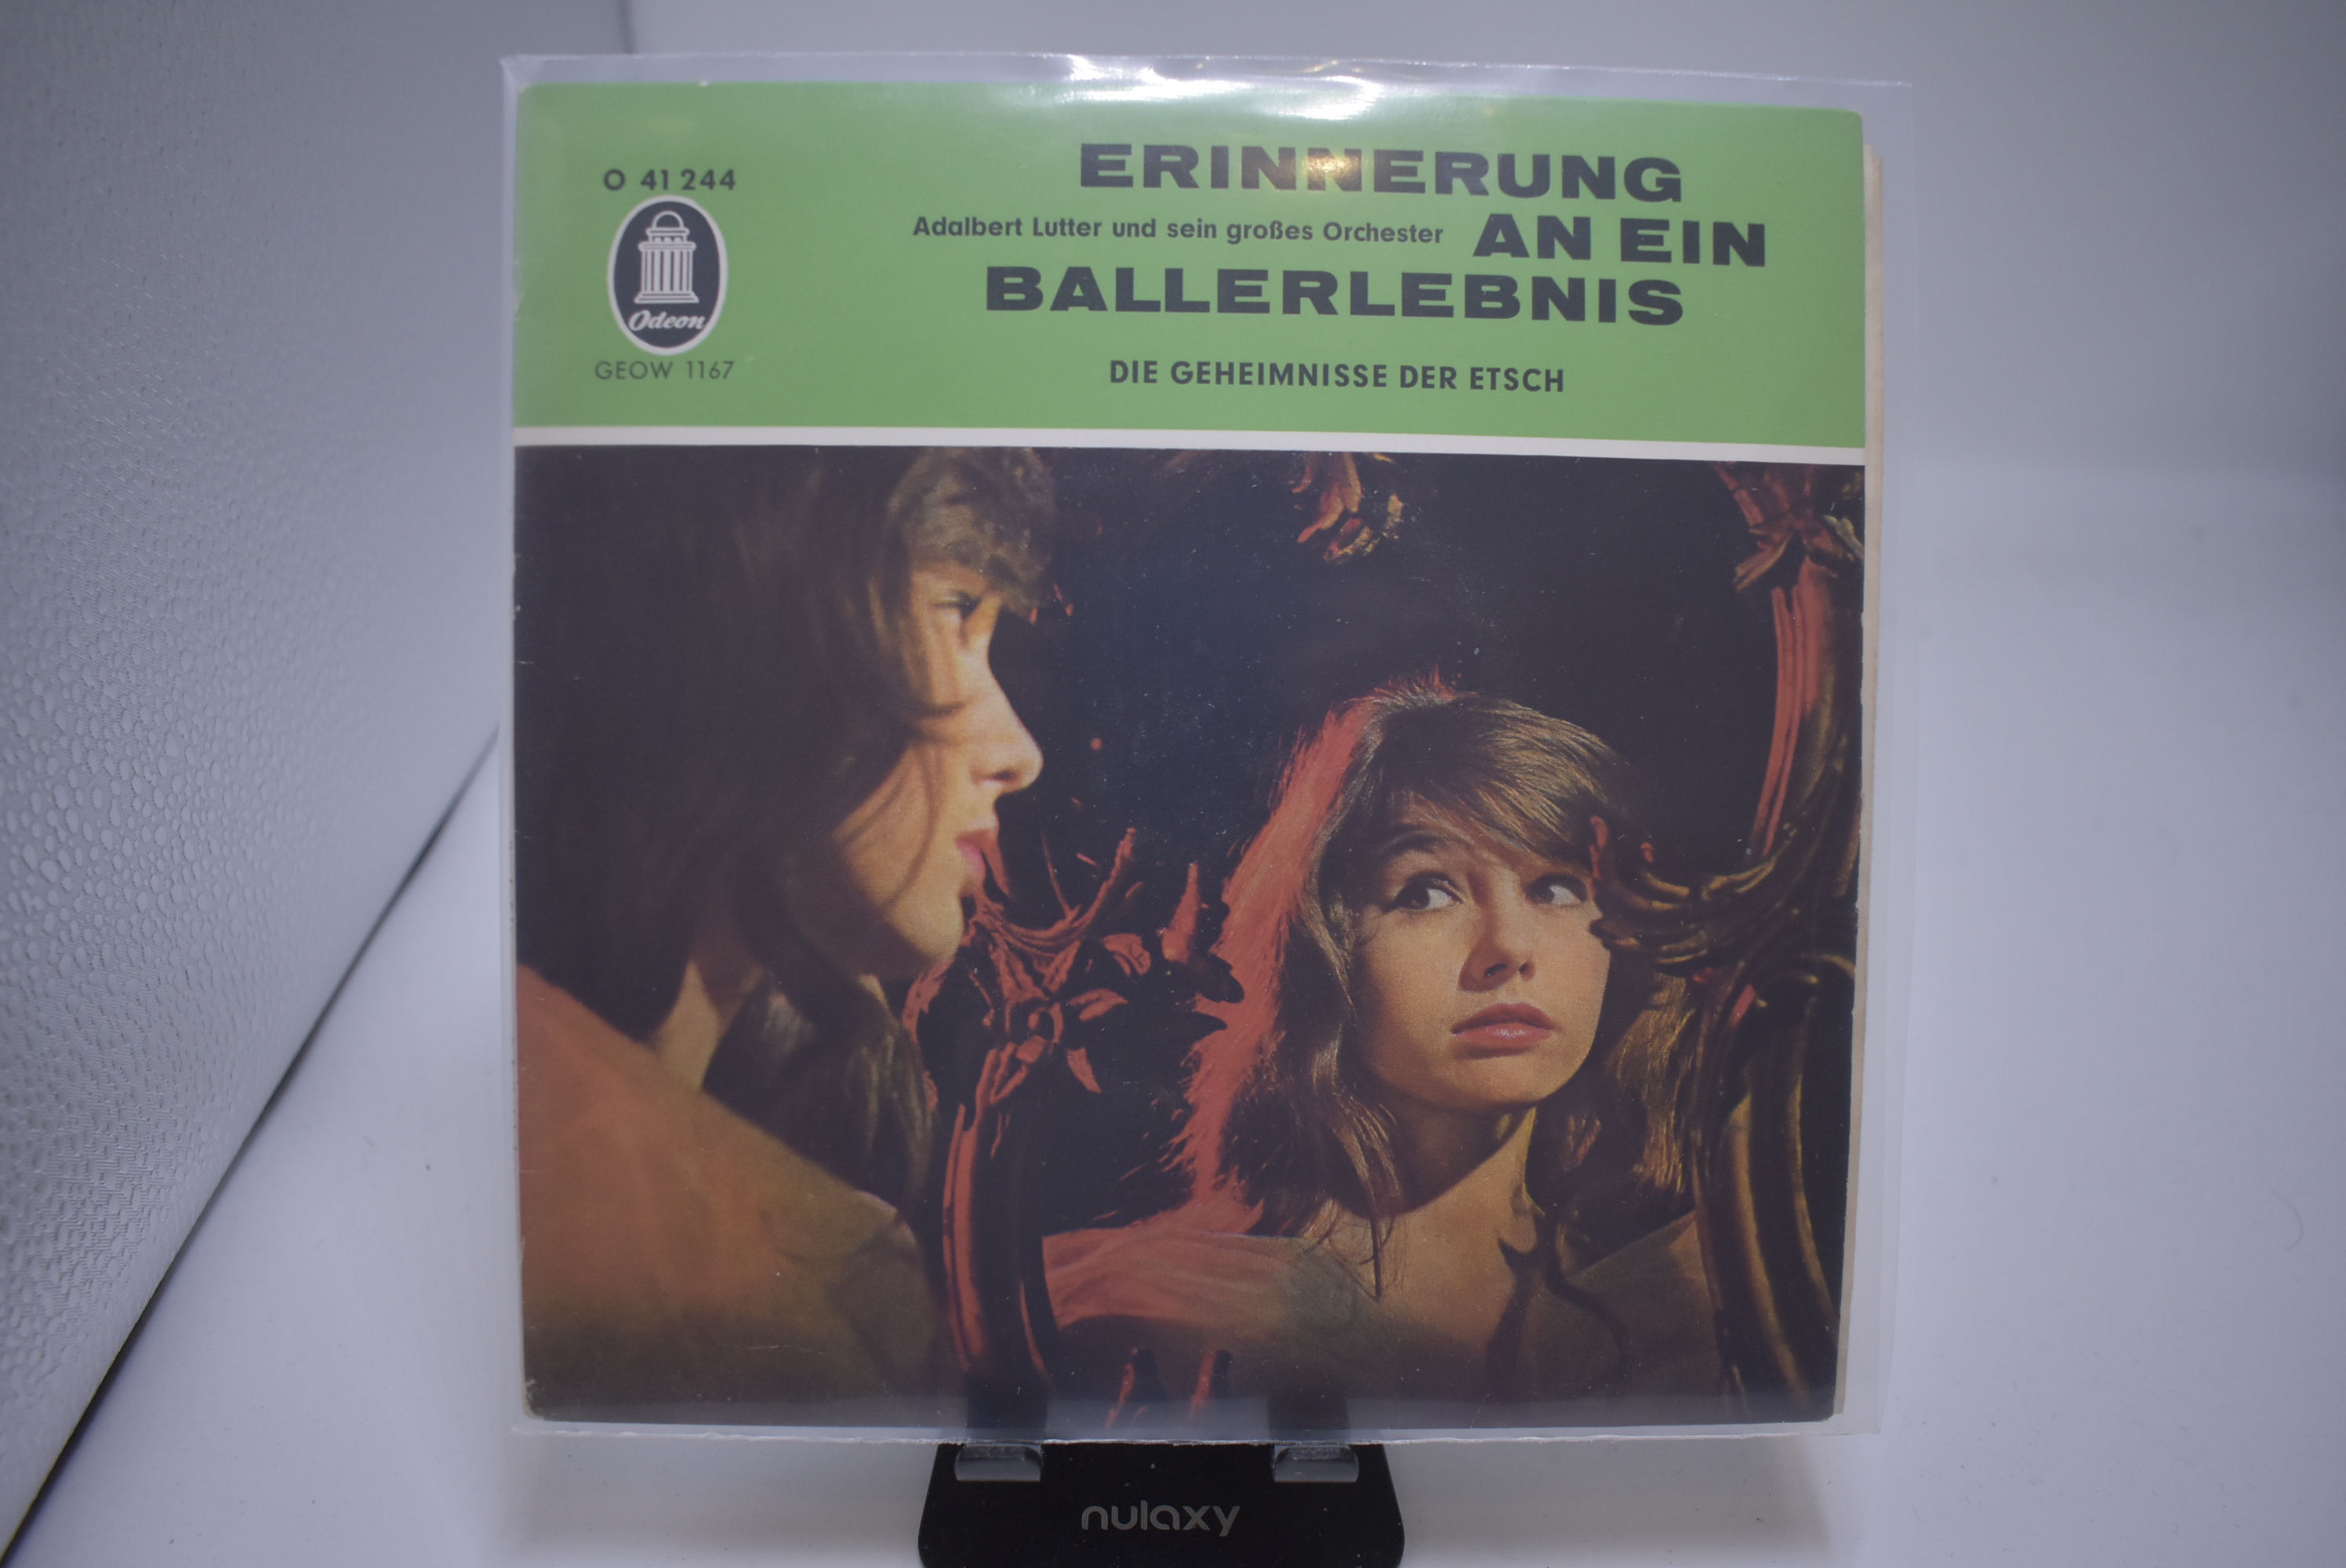 O 41 244
Odeon
GEOW 1167
ERINNERUNG
Adalbert Lutter und sein großes Orchester AN EIN
BALLERLEBNIS
DIE GEHEIMNISSE DER ETSCH
nulaxy